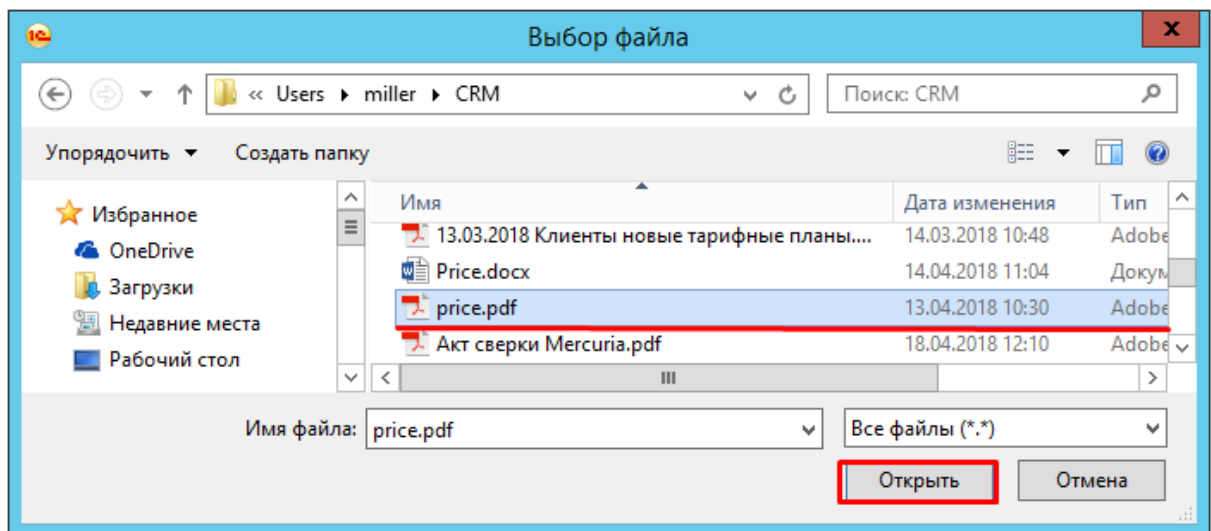 1С
Выбор файла
x
« Users ▸ miller ▸ CRM
Поиск: CRM
Упорядочить
Создать папку
?
Избранное
OneDrive
Загрузки
Недавние места
Рабочий стол
Имя Дата изменения Тип
13.03.2018 Клиенты новые тарифные планы.... 14.03.2018 10:48 Adobe
Price.docx 14.04.2018 11:04 Докум
price.pdf 13.04.2018 10:30 Adobe
Акт сверки Mercuria.pdf 18.04.2018 12:10 Adobe
Имя файла: price.pdf Все файлы (*.*)
Открыть Отмена